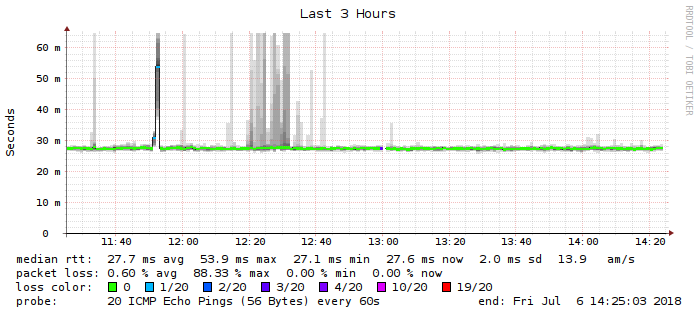 Last 3 Hours
RRDTOOL / TOBI OETIKER
Seconds
60 m
50 m
40 m
30 m
20 m
10 m
0
11:40 12:00 12:20 12:40 13:00 13:20 13:40 14:00 14:20
median rtt: 27.7 ms avg 53.9 ms max 27.1 ms min 27.6 ms now 2.0 ms sd 13.9 am/s
packet loss: 0.60 % avg 88.33 % max 0.00 % min 0.00 % now
loss color: 0 1/20 2/20 3/20 4/20 10/20 19/20
probe: 20 ICMP Echo Pings (56 Bytes) every 60s end: Fri Jul 6 14:25:03 2018